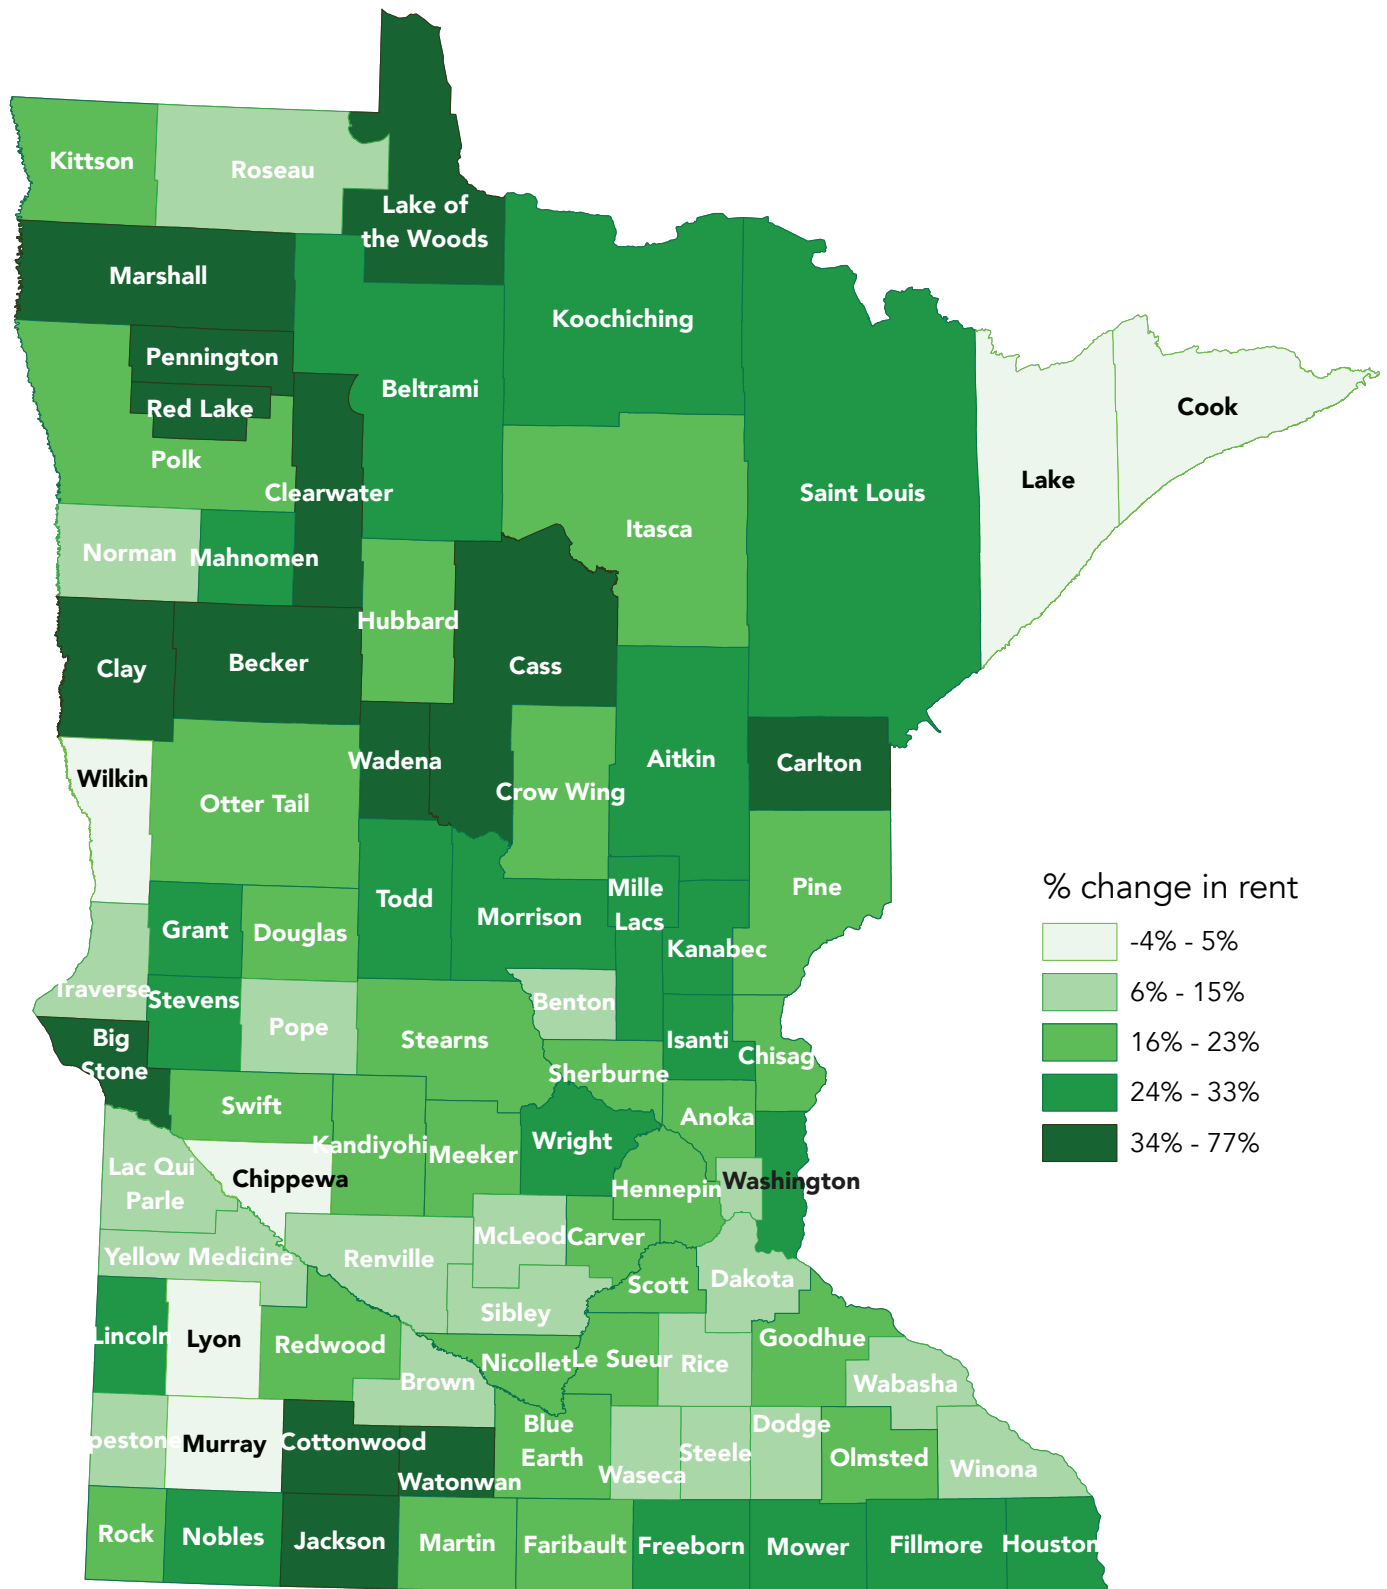 Kittson
Roseau
Lake of
the Woods
Marshall
Koochiching
Pennington
Beltrami
Red Lake
Cook
Polk
Lake
Clearwater
Saint Louis
Itasca
Norman
Mahnomen
Hubbard
Clay
Becker
Cass
Wadena
Aitkin
Carlton
Wilkin
Otter Tail
Crow Wing
Todd
Mille
Lacs
Pine
Morrison
Grant
Douglas
Kanabec
% change in rent
-4% - 5%
6% - 15%
16% - 23%
24% - 33%
34% - 77%
Traverse
Stevens
Benton
Pope
Big
Stone
Stearns
Isanti
Chisag
Sherburne
Swift
Anoka
Kandiyohi
Meeker
Wright
Lac Qui
Parle
Chippewa
Hennepin
Washington
McLeod
Carver
Yellow Medicine
Renville
Scott
Dakota
Sibley
Lincoln
Lyon
Redwood
Nicollet
Le Sueur
Rice
Goodhue
Brown
Wabasha
pestone
Murray
Cottonwood
Watonwan
Blue
Earth
Waseca
Steele
Dodge
Olmsted
Winona
Rock
Nobles
Jackson
Martin
Faribault
Freeborn
Mower
Fillmore
Houston